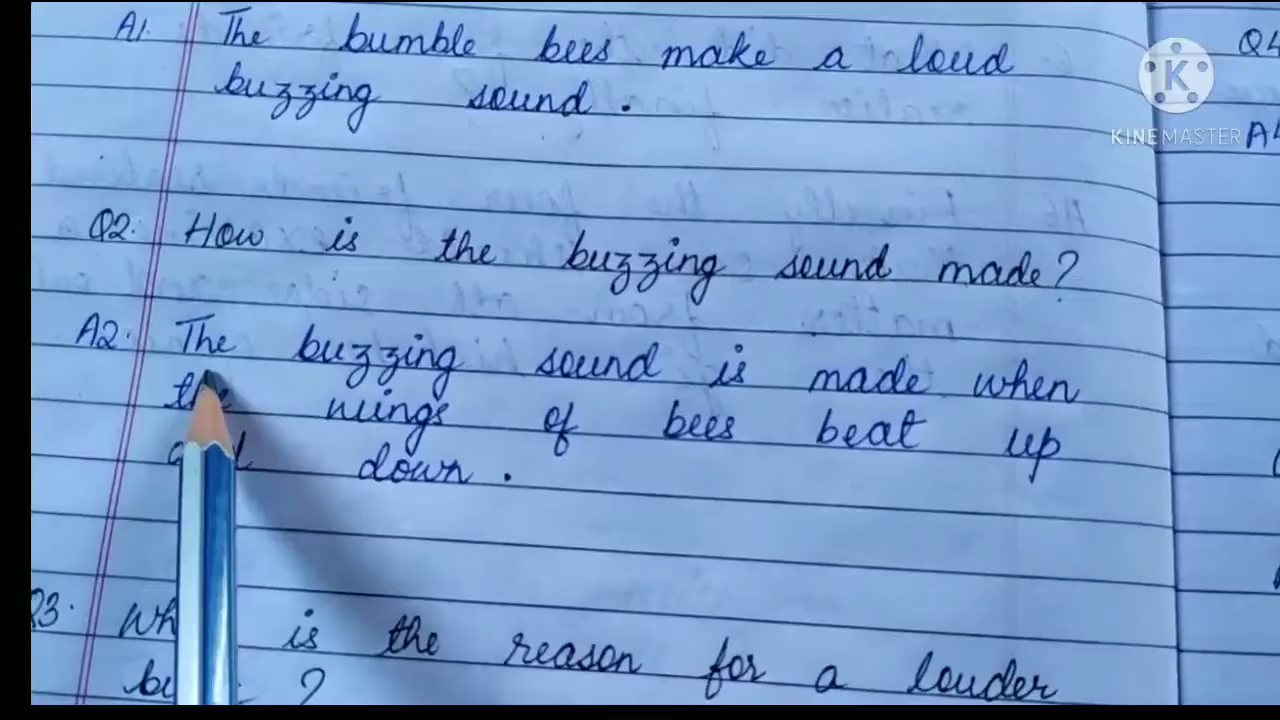 A1. The bumble bees make a loud
buzzing sound.
Q2. How is the buzzing sound made?
A2. The buzzing sound is made when
the wings of bees beat up
down.
Q3. is the reason for a louder
?
KINEMASTER